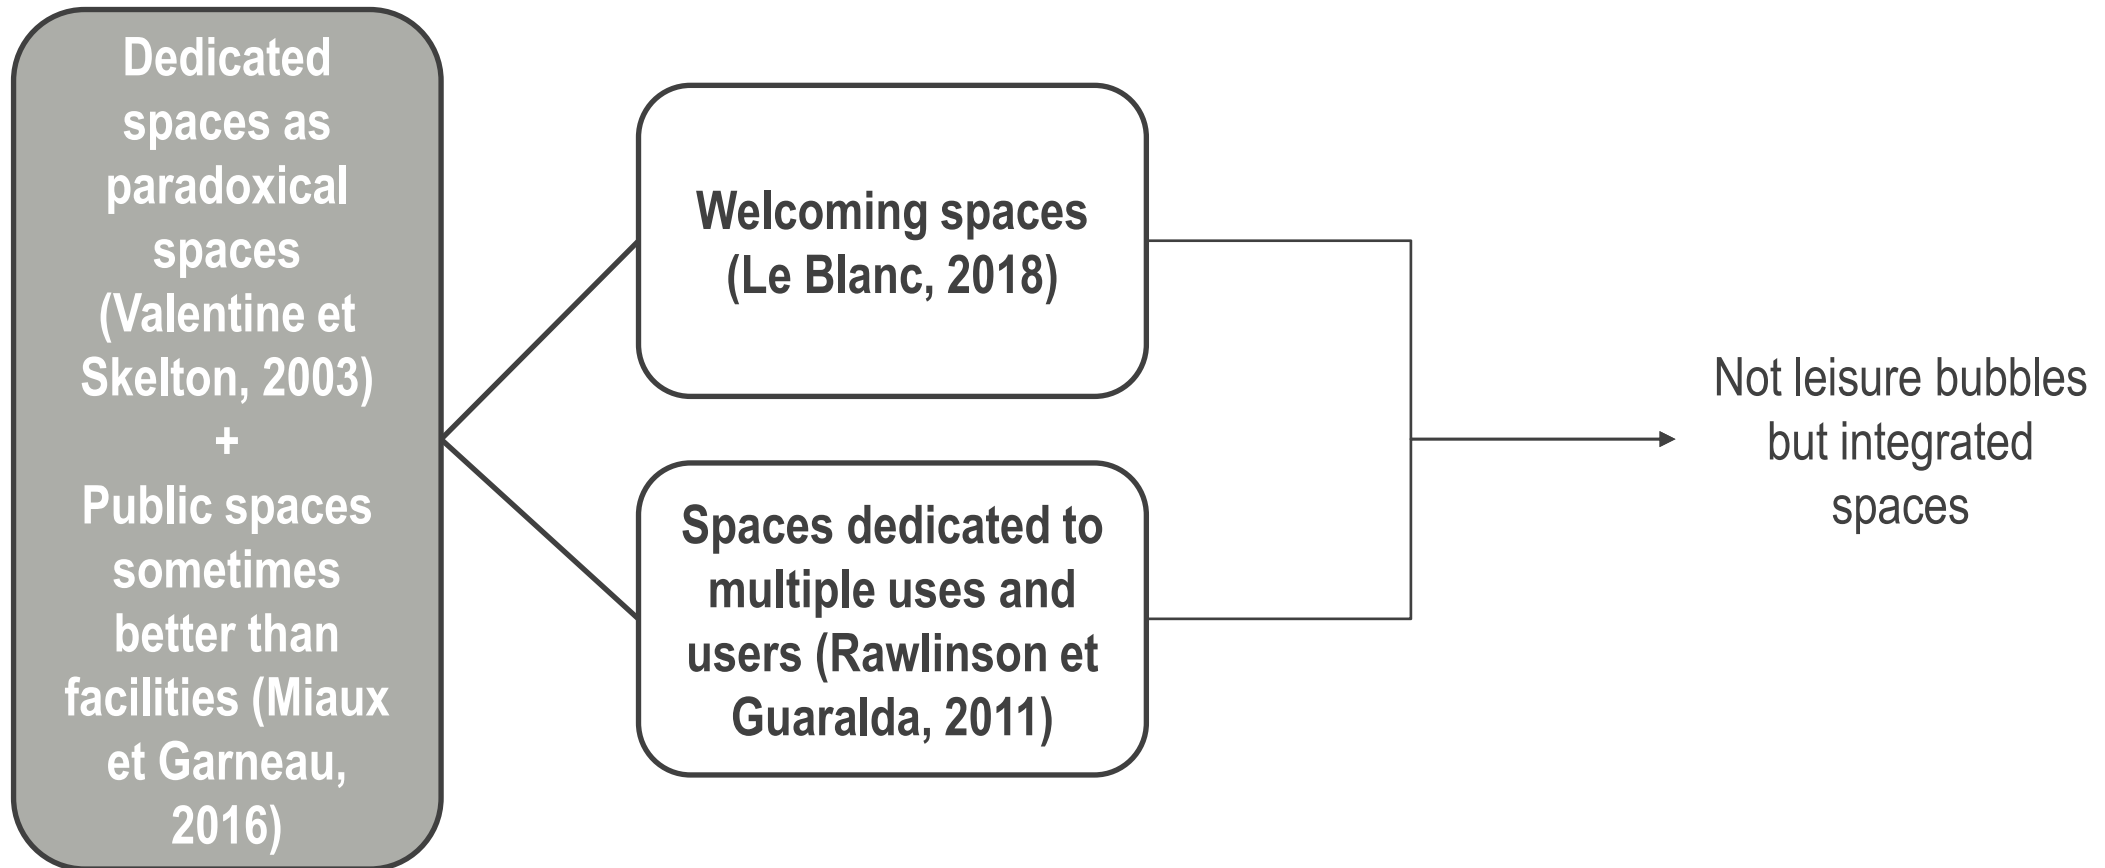 Dedicated
spaces as
paradoxical
spaces
(Valentine et
Skelton, 2003)
+
Public spaces
sometimes
better than
facilities (Miaux
et Garneau,
2016)
Welcoming spaces
(Le Blanc, 2018)
Spaces dedicated to
multiple uses and
users (Rawlinson et
Guaralda, 2011)
Not leisure bubbles
but integrated
spaces